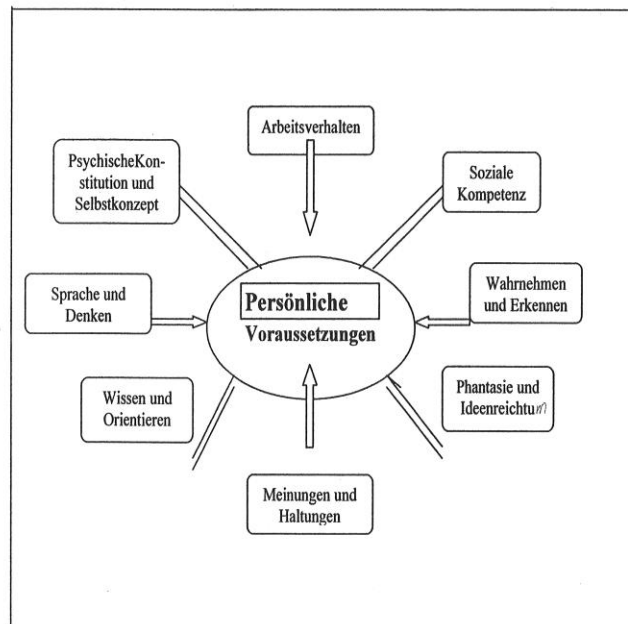 Arbeitsverhalten
PsychischeKon-
stitution und
Selbstkonzept
Soziale
Kompetenz
Sprache und
Denken
Persönliche
Voraussetzungen
Wahrnehmen
und Erkennen
Wissen und
Orientieren
Phantasie und
Ideenreichtum
Meinungen und
Haltungen